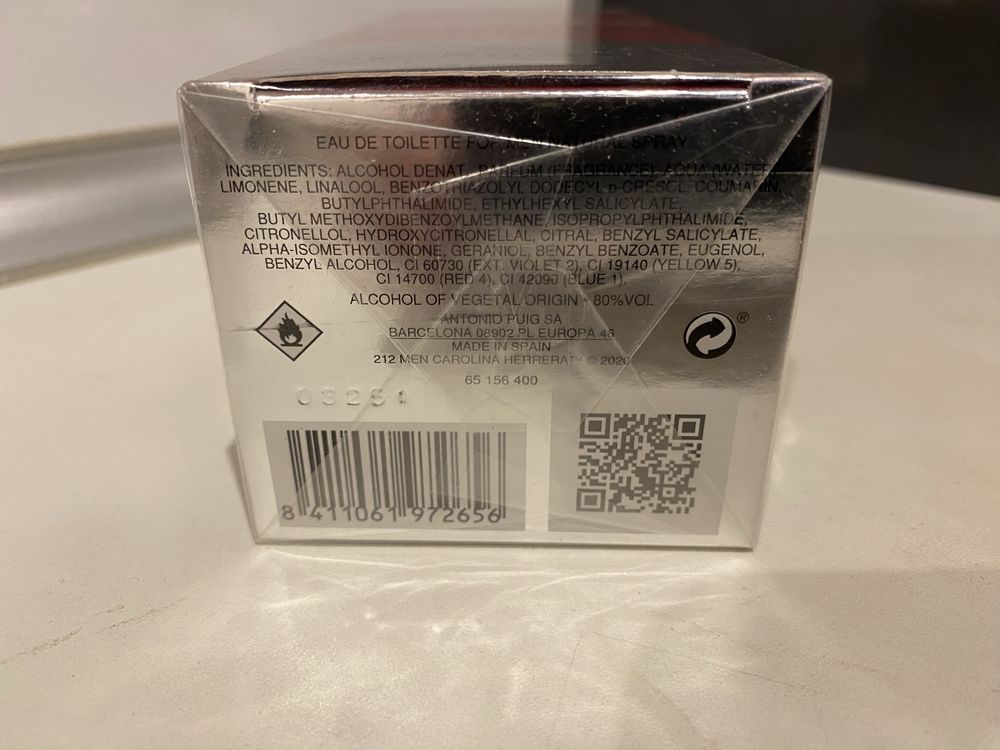 EAU DE TOILETTE FOR MEN NATURAL SPRAY
INGREDIENTS: ALCOHOL DENAT., PARFUM (FRAGRANCE), AQUA (WATER),
LIMONENE, LINALOOL, BENZOTRIAZOLYL DODECYL p-CRESOL, COUMARIN,
BUTYLPHTHALIMIDE, ETHYLHEXYL SALICYLATE,
BUTYL METHOXYDIBENZOYLMETHANE, ISOPROPYLPHTHALIMIDE,
CITRONELLOL, HYDROXYCITRONELLAL, CITRAL, BENZYL SALICYLATE,
ALPHA-ISOMETHYL IONONE, GERANIOL, BENZYL BENZOATE, EUGENOL,
BENZYL ALCOHOL, CI 60730 (EXT. VIOLET 2), CI 19140 (YELLOW 5),
CI 14700 (RED 4), CI 42090 (BLUE 1).
ALCOHOL OF VEGETAL ORIGIN - 80%VOL
ANTONIO PUIG SA
BARCELONA 08902 PL EUROPA 46
MADE IN SPAIN
212 MEN CAROLINA HERRERA™ © 2020
65 156 400
®
8 411061 972656